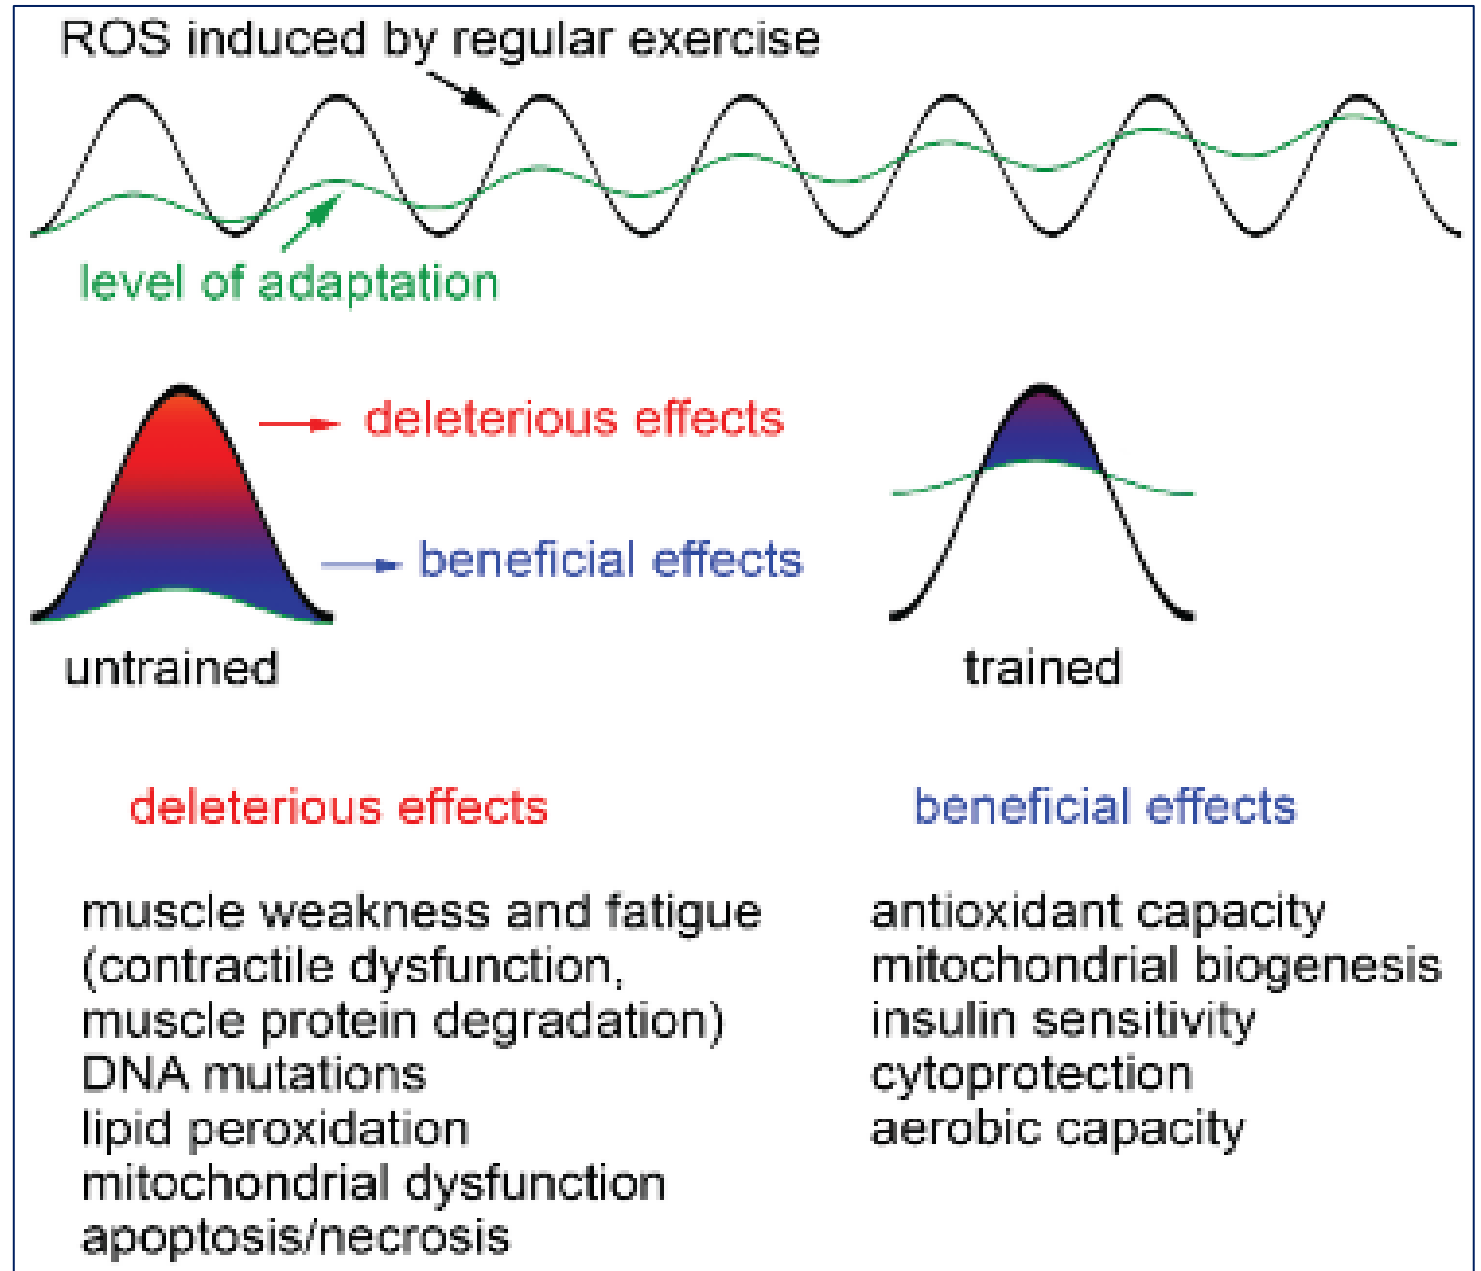 ROS induced by regular exercise
level of adaptation
deleterious effects
beneficial effects
untrained
trained
deleterious effects
muscle weakness and fatigue
(contractile dysfunction,
muscle protein degradation)
DNA mutations
lipid peroxidation
mitochondrial dysfunction
apoptosis/necrosis
beneficial effects
antioxidant capacity
mitochondrial biogenesis
insulin sensitivity
cytoprotection
aerobic capacity